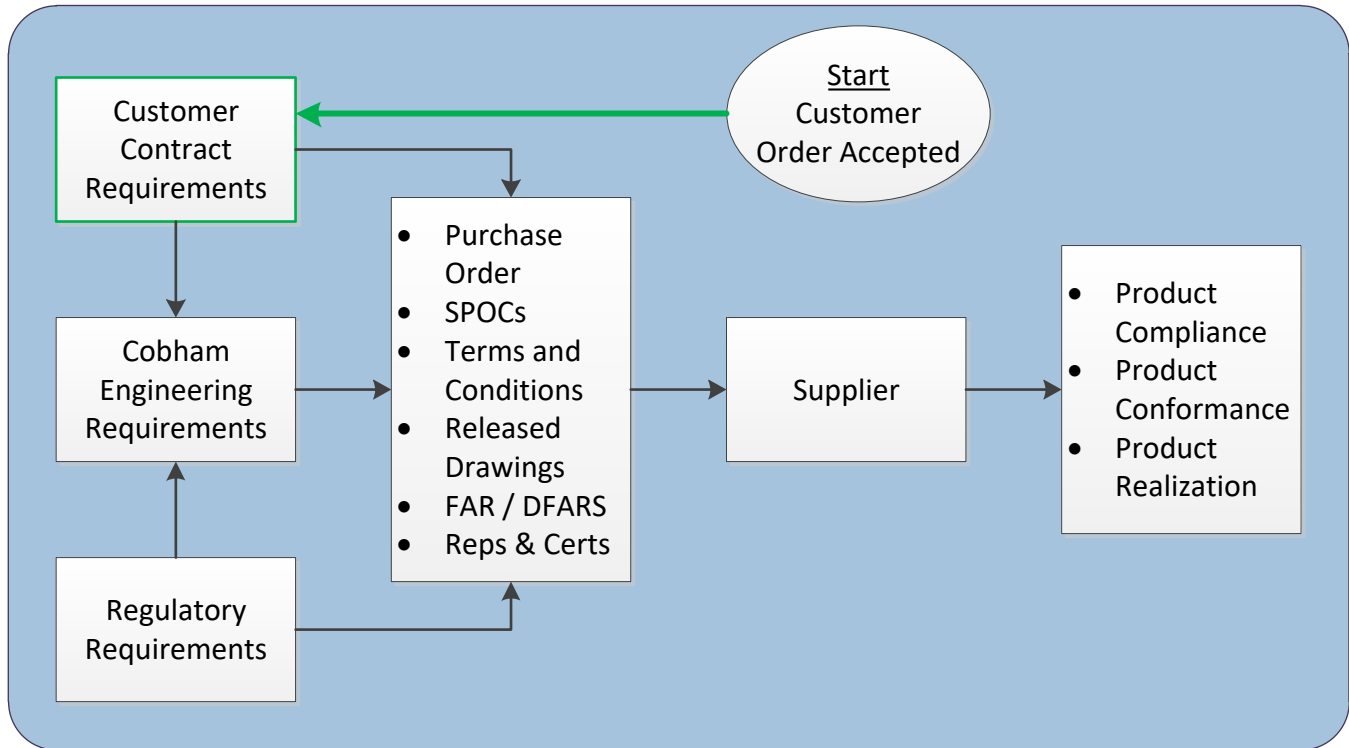 Customer
Contract
Requirements
Start
Customer
Order Accepted
Cobham
Engineering
Requirements
Regulatory
Requirements
• Purchase
Order
• SPOCs
• Terms and
Conditions
• Released
Drawings
• FAR / DFARS
• Reps & Certs
Supplier
• Product
Compliance
• Product
Conformance
• Product
Realization